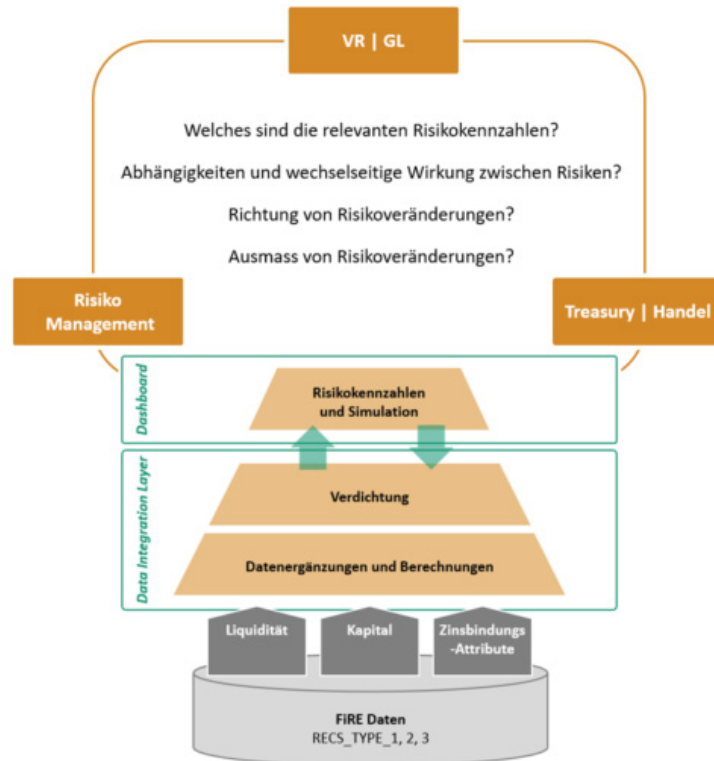 VR | GL
Welches sind die relevanten Risikokennzahlen?
Abhängigkeiten und wechselseitige Wirkung zwischen Risiken?
Richtung von Risikoveränderungen?
Ausmass von Risikoveränderungen?
Risiko
Management
Treasury | Handel
Dashboard
Risikokennzahlen
und Simulation
Data Integration Layer
Verdichtung
Datenergänzungen und Berechnungen
Liquidität
Kapital
Zinsbindungs
-Attribute
FiRE Daten
RECS_TYPE_1, 2, 3